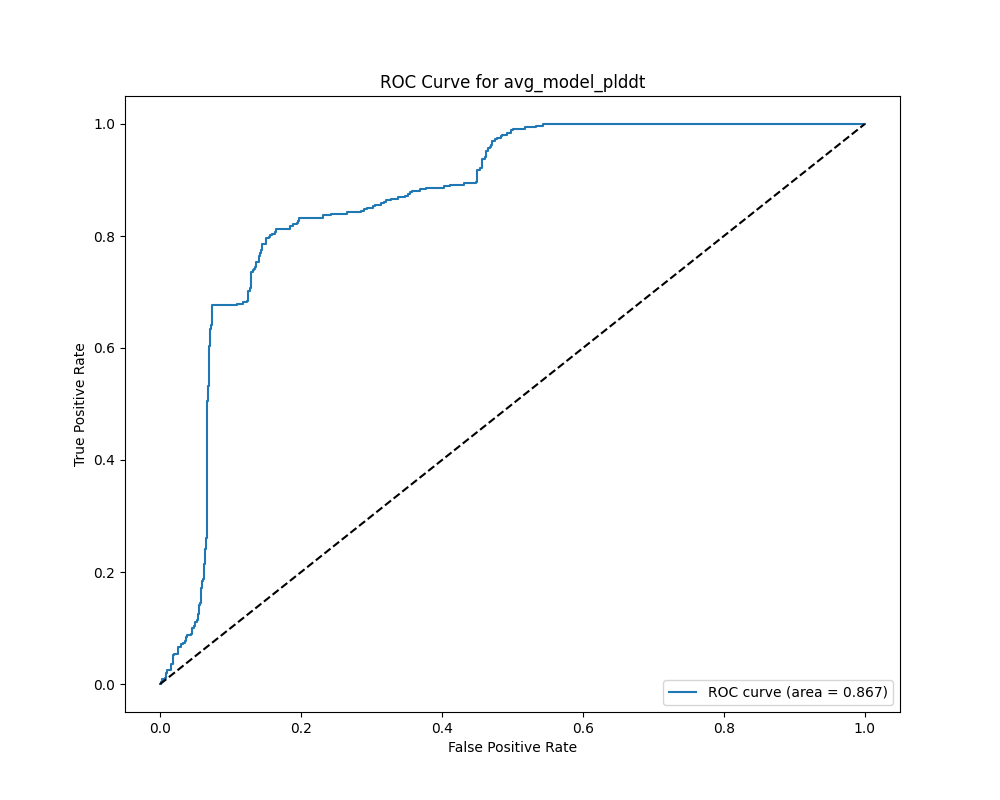 ROC Curve for avg_model_plddt
1.0
0.8
0.6
0.4
0.2
0.0
True Positive Rate
0.0 0.2 0.4 0.6 0.8 1.0
False Positive Rate
ROC curve (area = 0.867)